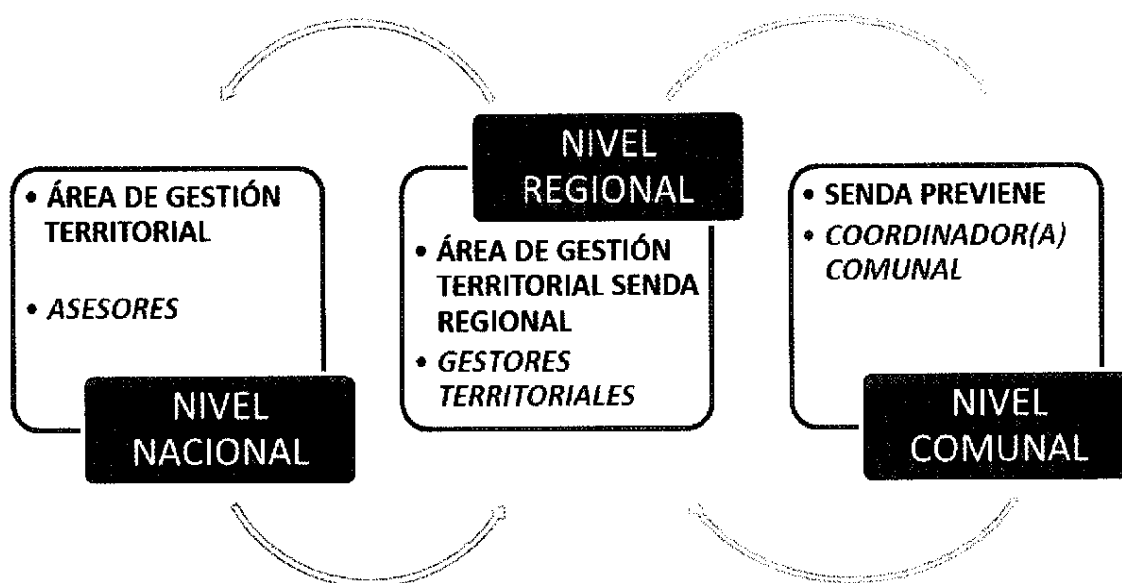 • ÁREA DE GESTIÓN
TERRITORIAL
• ASESORES
NIVEL
NACIONAL
NIVEL
REGIONAL
• ÁREA DE GESTIÓN
TERRITORIAL SENDA
REGIONAL
• GESTORES
TERRITORIALES
• SENDA PREVIENE
• COORDINADOR(A)
COMUNAL
NIVEL
COMUNAL